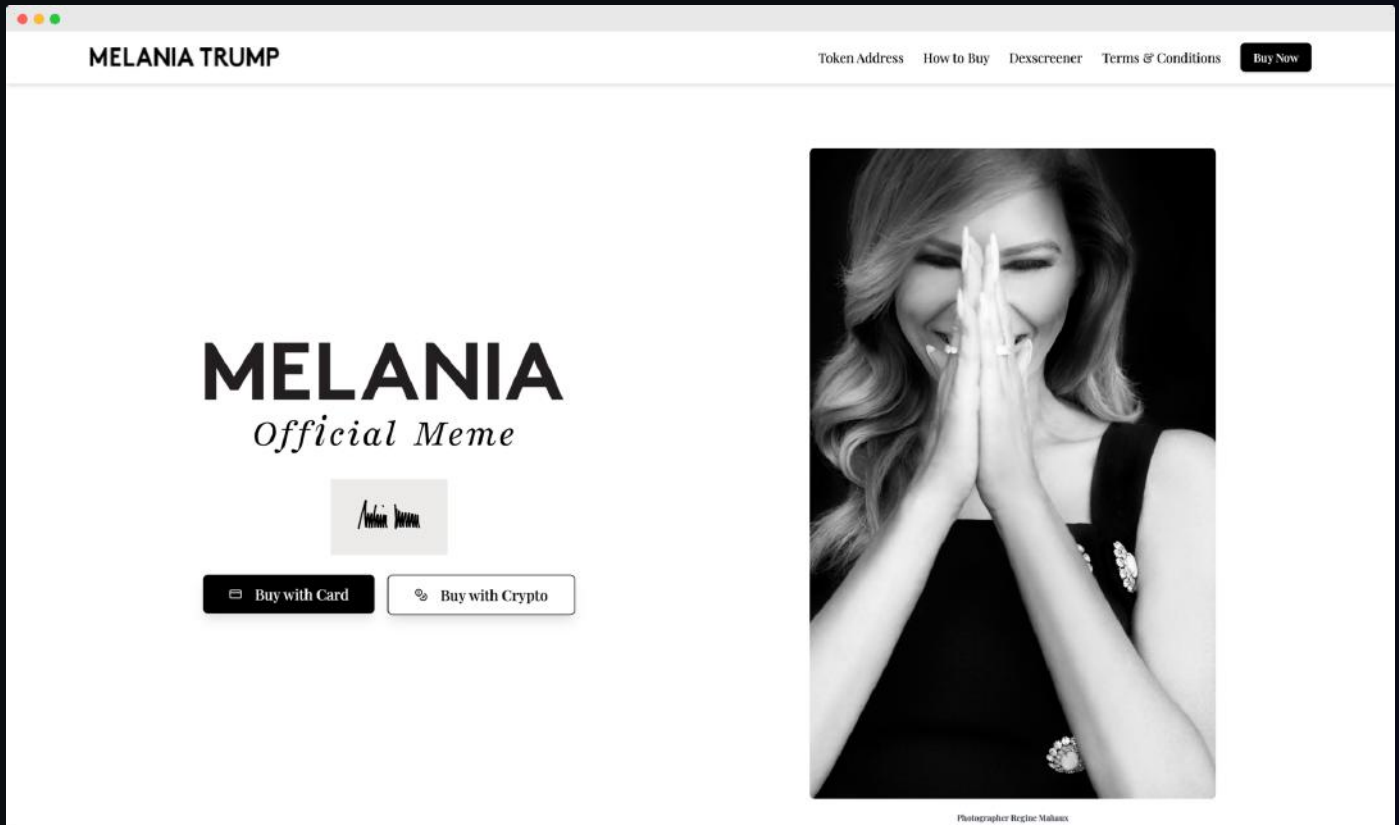 MELANIA TRUMP
Token Address How to Buy Dexscreener Terms & Conditions Buy Now
MELANIA
Official Meme
Buy with Card Buy with Crypto
Photographer Regine Mahaux